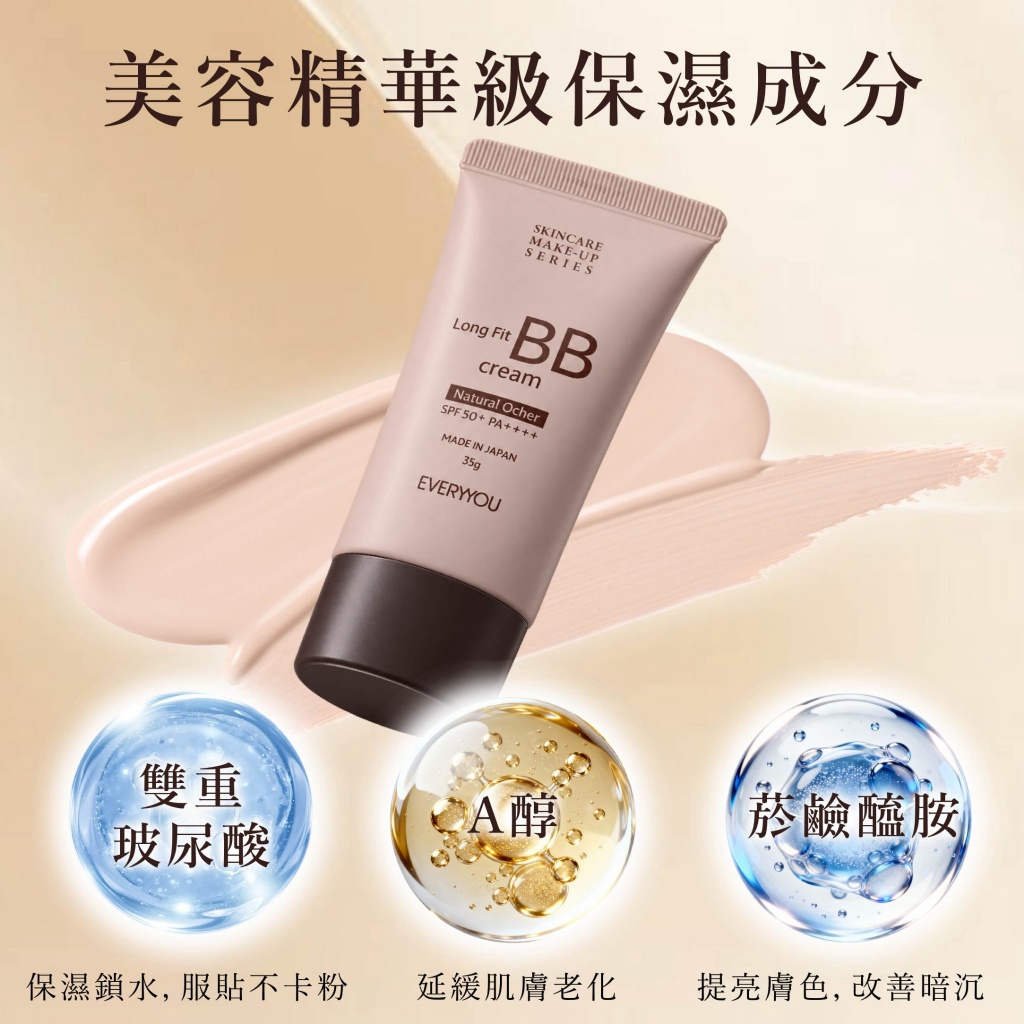 美容精華級保濕成分
SKINCARE
MAKE-UP
SERIES
Long Fit BB
cream
Natural Ocher
SPF 50+ PA++++
MADE IN JAPAN
35g
EVERYYOU
雙重
玻尿酸
A醇
菸鹼醯胺
保濕鎖水, 服貼不卡粉
延緩肌膚老化
提亮膚色, 改善暗沉